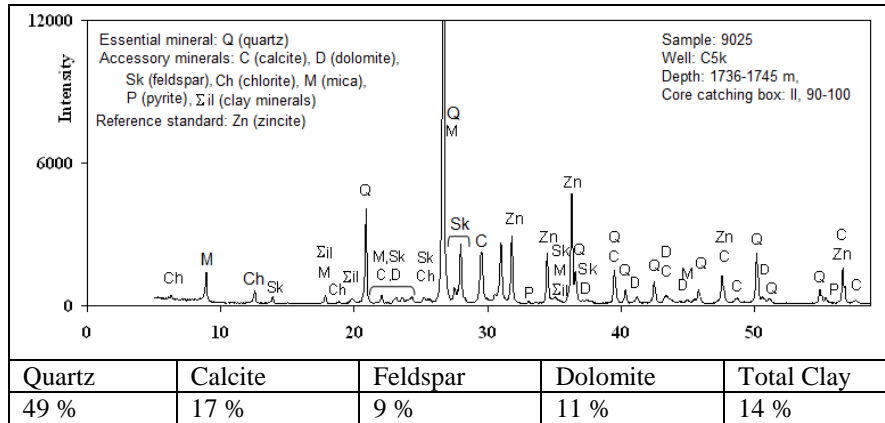 12000
Essential mineral: Q (quartz)
Accessory minerals: C (calcite), D (dolomite),
Sk (feldspar), Ch (chlorite), M (mica),
P (pyrite), Σil (clay minerals)
Reference standard: Zn (zincite)
Sample: 9025
Well: C5k
Depth: 1736-1745 m,
Core catching box: II, 90-100
Intensity
6000
0
Ch
M
Ch
Sk
Σil
M
Ch
Σil
Q
M,Sk
C,D
Sk
Ch
Q
M
Sk
C
Zn
P
Zn
Sk
M
Σil
Zn
Q
Sk
D
Q
C
Q
D
Q
D
C
D
M
Q
Zn
C
C
Q
D
Q
Q
P
C
Zn
C
0 10 20 30 40 50
Quartz Calcite Feldspar Dolomite Total Clay
49 % 17 % 9 % 11 % 14 %